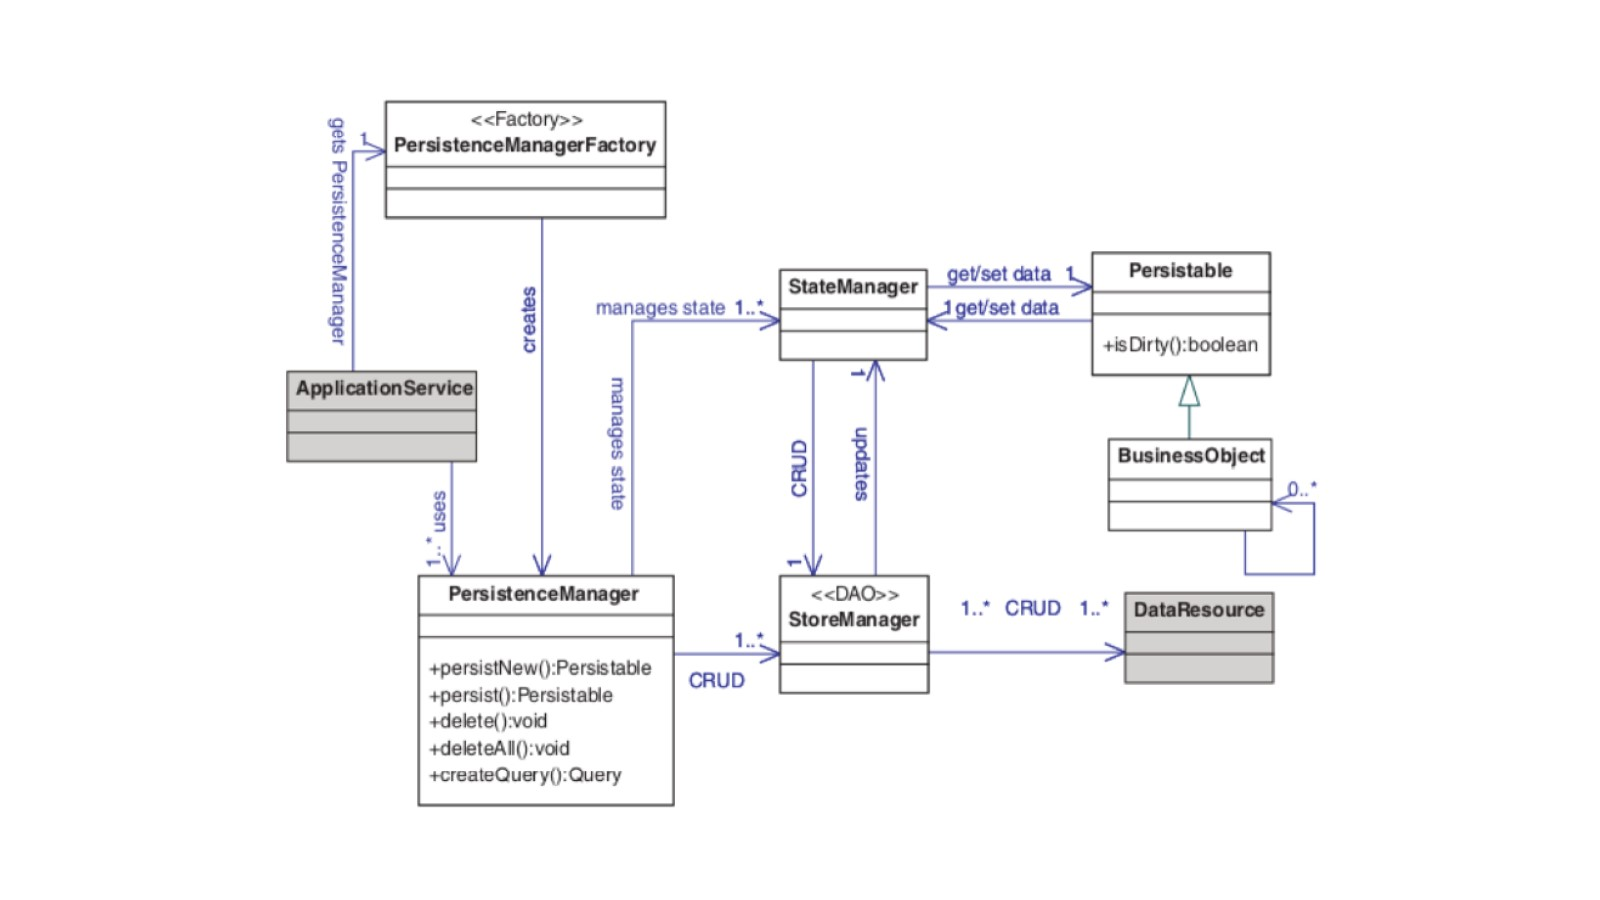 <<Factory>>
PersistenceManagerFactory
1
gets PersistenceManager
creates
ApplicationService
1..* uses
manages state 1..*
manages state
StateManager
get/set data 1
1 get/set data
Persistable
+isDirty():boolean
BusinessObject
0..*
CRUD
1
updates
1
PersistenceManager
+persistNew():Persistable
+persist():Persistable
+delete():void
+deleteAll():void
+createQuery():Query
1..*
CRUD
<<DAO>>
StoreManager
1..* CRUD 1..*
DataResource